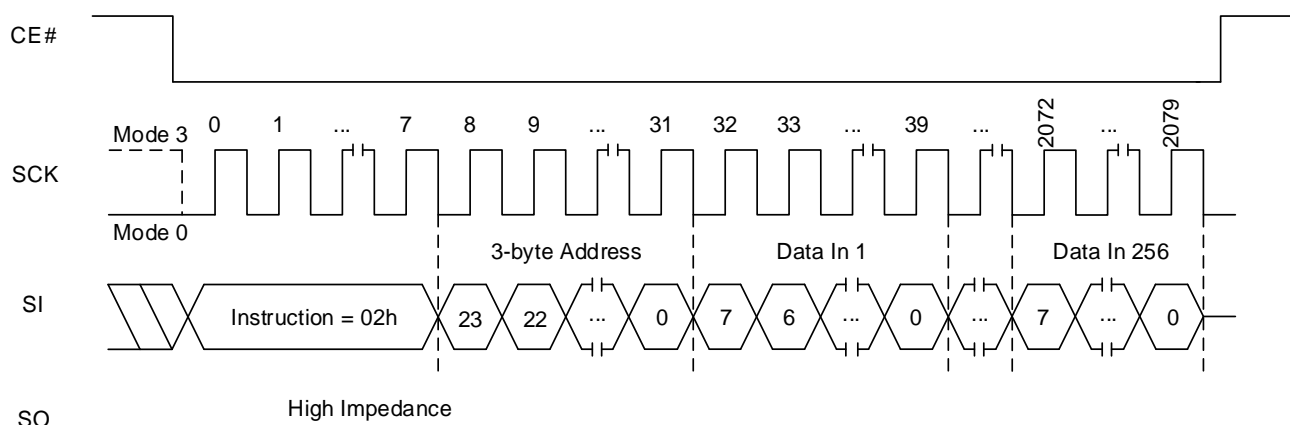 CE#
Mode 3
0 1 ... 7 8 9 ... 31 32 33 ... 39 ... 2072 ... 2079
SCK
Mode 0
3-byte Address Data In 1 Data In 256
SI
Instruction = 02h 23 22 ... 0 7 6 ... 0 ... 7 ... 0
High Impedance
SO